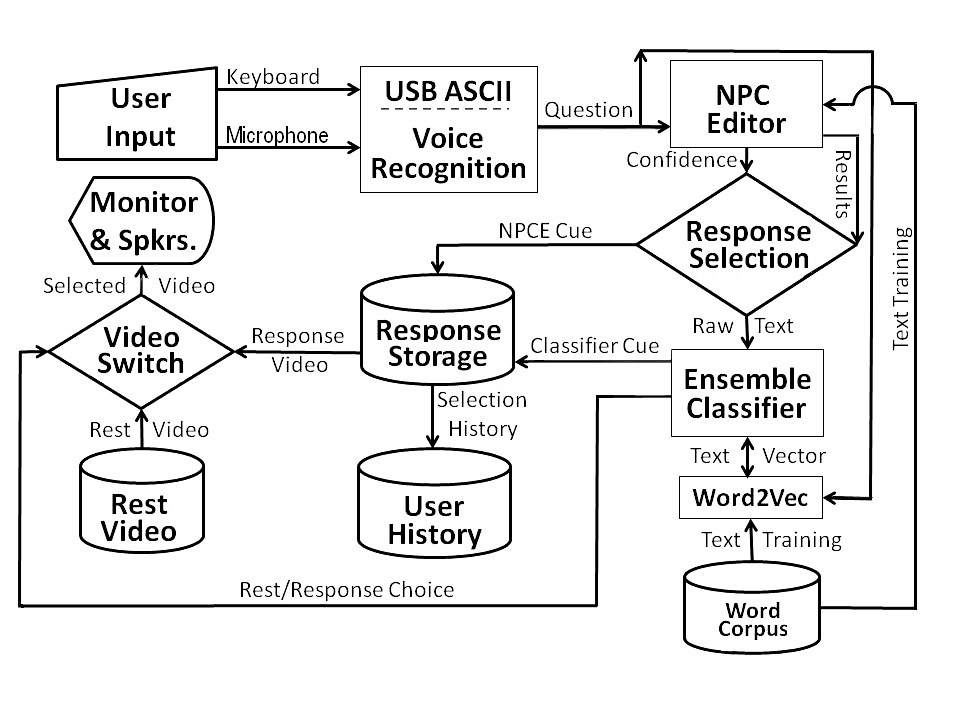 User
Input
Keyboard
Microphone
USB ASCII
Voice
Recognition
Question
NPC
Editor
Confidence
Results
Text Training
Monitor
& Spkrs.
NPCE Cue
Response
Selection
Selected Video
Video
Switch
Response
Video
Response
Storage
Classifier Cue
Raw Text
Ensemble
Classifier
Rest Video
Selection
History
Text Vector
Rest
Video
User
History
Word2Vec
Text Training
Rest/Response Choice
Word
Corpus